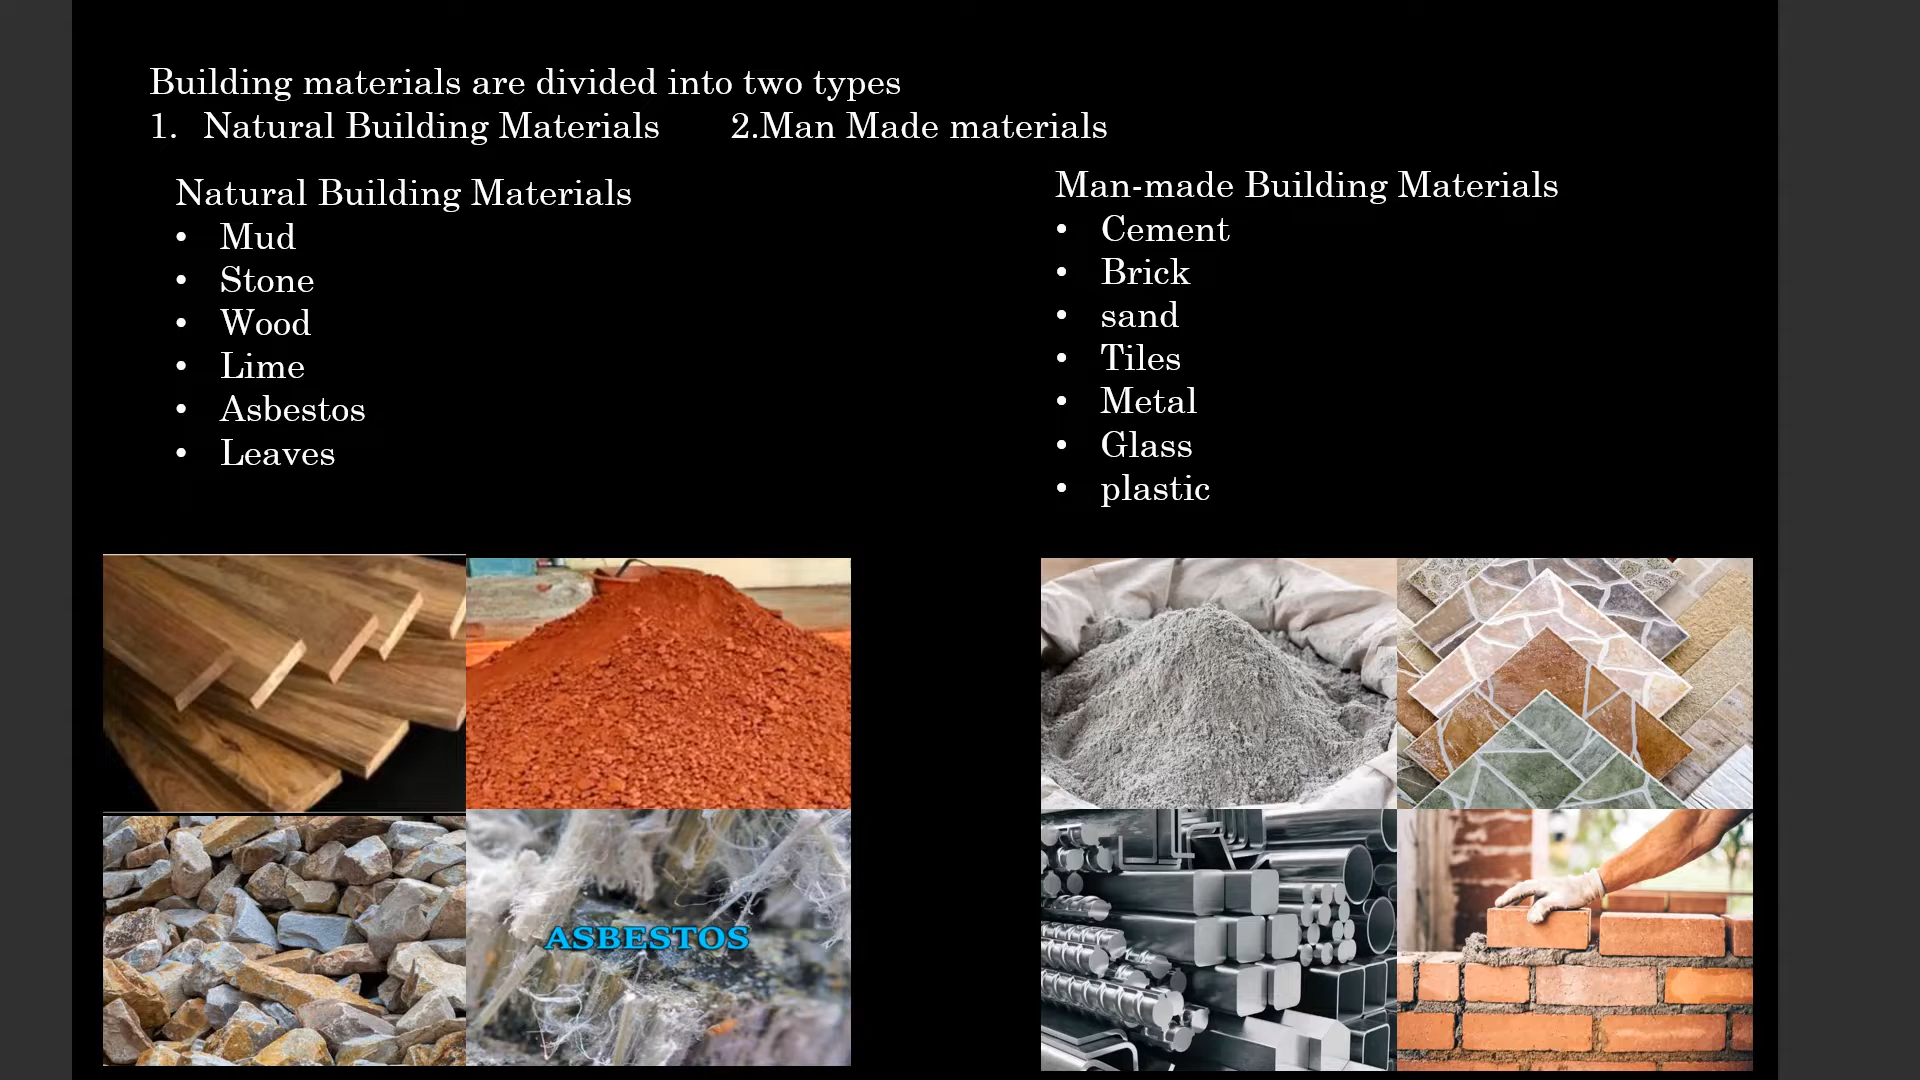 Building materials are divided into two types
1. Natural Building Materials 2.Man Made materials
Natural Building Materials
• Mud
• Stone
• Wood
• Lime
• Asbestos
• Leaves
Man-made Building Materials
• Cement
• Brick
• sand
• Tiles
• Metal
• Glass
• plastic
ASBESTOS